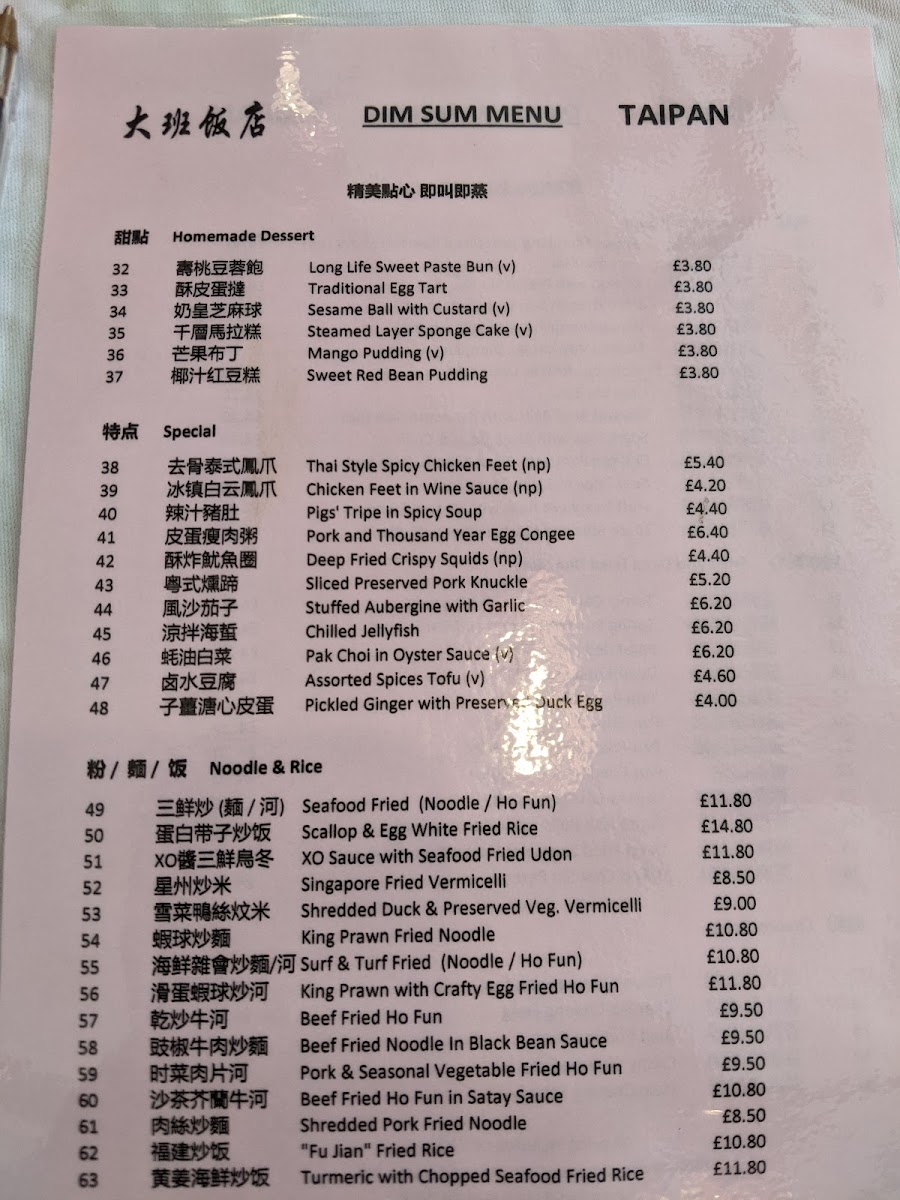 大班饭店 DIM SUM MENU TAIPAN
精美點心 即叫即蒸
甜點 Homemade Dessert
32 壽桃豆蓉飽 Long Life Sweet Paste Bun (v) £3.80
33 酥皮蛋撻 Traditional Egg Tart £3.80
34 奶皇芝麻球 Sesame Ball with Custard (v) £3.80
35 千層馬拉糕 Steamed Layer Sponge Cake (v) £3.80
36 芒果布丁 Mango Pudding (v) £3.80
37 椰汁红豆糕 Sweet Red Bean Pudding £3.80
特点 Special
38 去骨泰式鳳爪 Thai Style Spicy Chicken Feet (np) £5.40
39 冰镇白云鳳爪 Chicken Feet in Wine Sauce (np) £4.20
40 辣汁豬肚 Pigs' Tripe in Spicy Soup £4.40
41 皮蛋瘦肉粥 Pork and Thousand Year Egg Congee £6.40
42 酥炸魷魚圈 Deep Fried Crispy Squids (np) £4.40
43 粵式燻蹄 Sliced Preserved Pork Knuckle £5.20
44 風沙茄子 Stuffed Aubergine with Garlic £6.20
45 涼拌海蜇 Chilled Jellyfish £6.20
46 蚝油白菜 Pak Choi in Oyster Sauce (v) £6.20
47 卤水豆腐 Assorted Spices Tofu (v) £4.60
48 子薑溏心皮蛋 Pickled Ginger with Preserved Duck Egg £4.00
粉 / 麵 / 饭 Noodle & Rice
49 三鮮炒 (麵 / 河) Seafood Fried (Noodle / Ho Fun) £11.80
50 蛋白带子炒饭 Scallop & Egg White Fried Rice £14.80
51 XO醬三鮮烏冬 XO Sauce with Seafood Fried Udon £11.80
52 星州炒米 Singapore Fried Vermicelli £8.50
53 雪菜鴨絲炆米 Shredded Duck & Preserved Veg. Vermicelli £9.00
54 蝦球炒麵 King Prawn Fried Noodle £10.80
55 海鮮雜會炒麵/河 Surf & Turf Fried (Noodle / Ho Fun) £10.80
56 滑蛋蝦球炒河 King Prawn with Crafty Egg Fried Ho Fun £11.80
57 乾炒牛河 Beef Fried Ho Fun £9.50
58 豉椒牛肉炒麵 Beef Fried Noodle In Black Bean Sauce £9.50
59 时菜肉片河 Pork & Seasonal Vegetable Fried Ho Fun £9.50
60 沙茶芥蘭牛河 Beef Fried Ho Fun in Satay Sauce £10.80
61 肉絲炒麵 Shredded Pork Fried Noodle £8.50
62 福建炒饭 "Fu Jian" Fried Rice £10.80
63 黄姜海鮮炒饭 Turmeric with Chopped Seafood Fried Rice £11.80